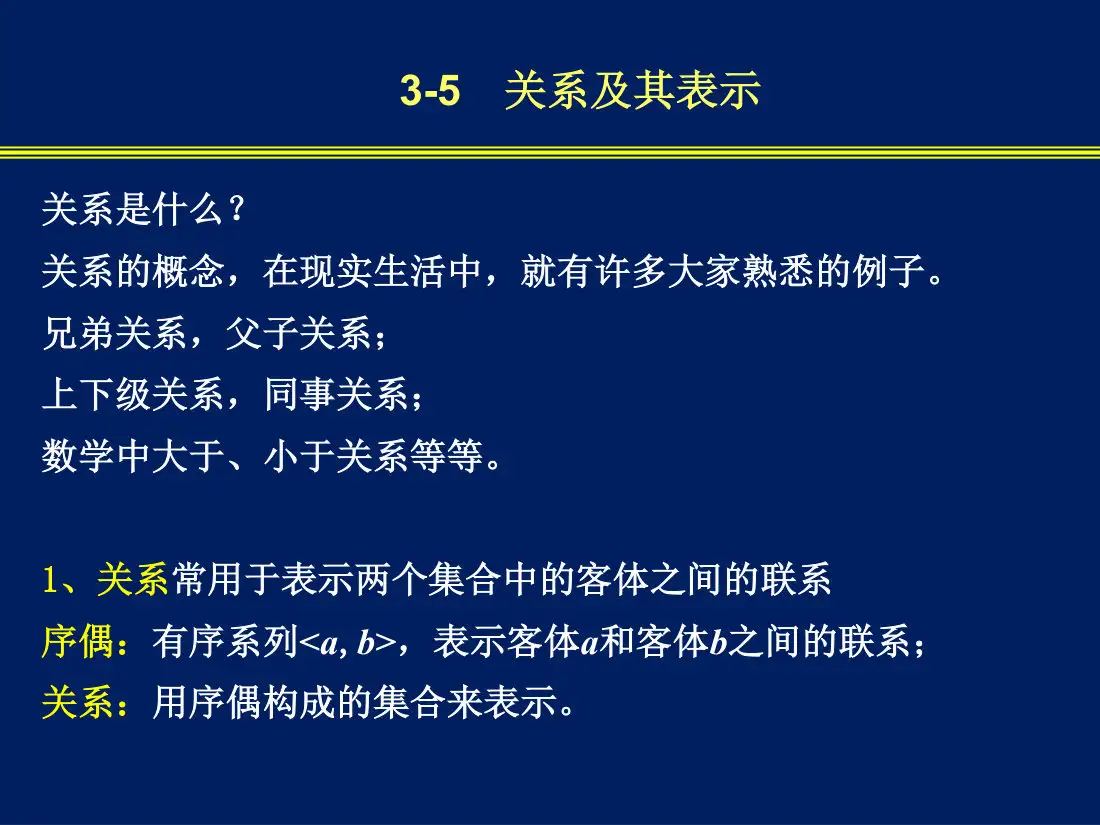 3-5 关系及其表示
关系是什么?
关系的概念，在现实生活中，就有许多大家熟悉的例子。
兄弟关系，父子关系；
上下级关系，同事关系；
数学中大于、小于关系等等。
1、关系常用于表示两个集合中的客体之间的联系
序偶：有序系列<a, b>，表示客体a和客体b之间的联系；
关系：用序偶构成的集合来表示。